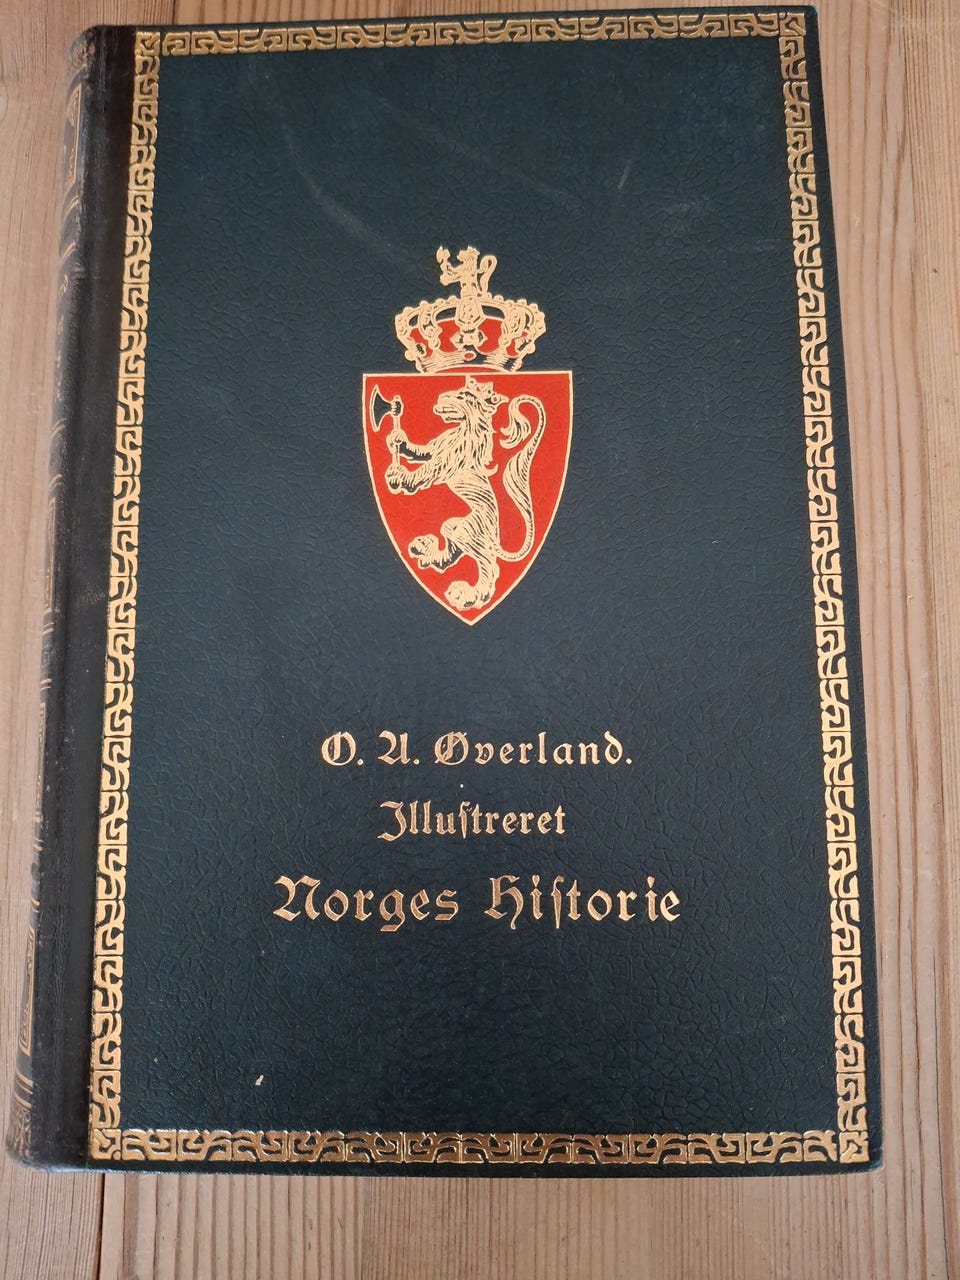 O. A. Øverland.
Illuſtreret
Norges Hiſtorie